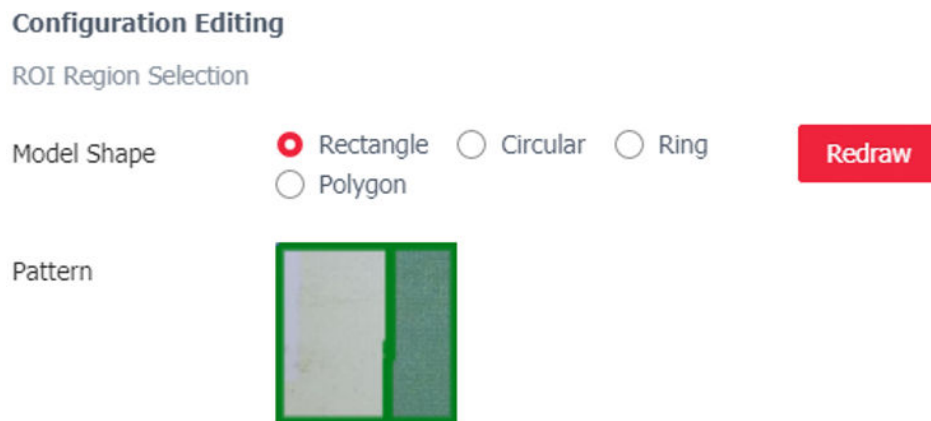 Configuration Editing
ROI Region Selection
Model Shape
Rectangle Circular Ring
Redraw
Polygon
Pattern